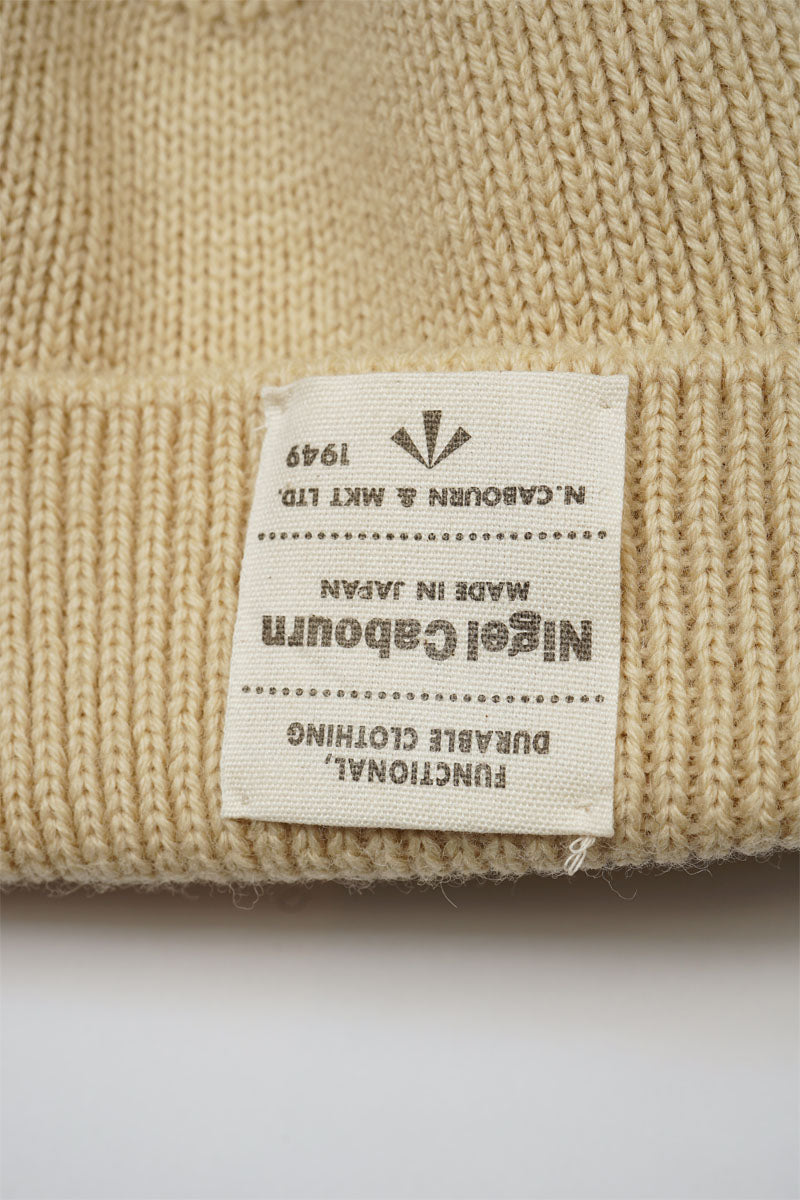 FUNCTIONAL,
DURABLE CLOTHING
Nigel Cabourn
MADE IN JAPAN
N.CABOURN & MKT LTD.
1949